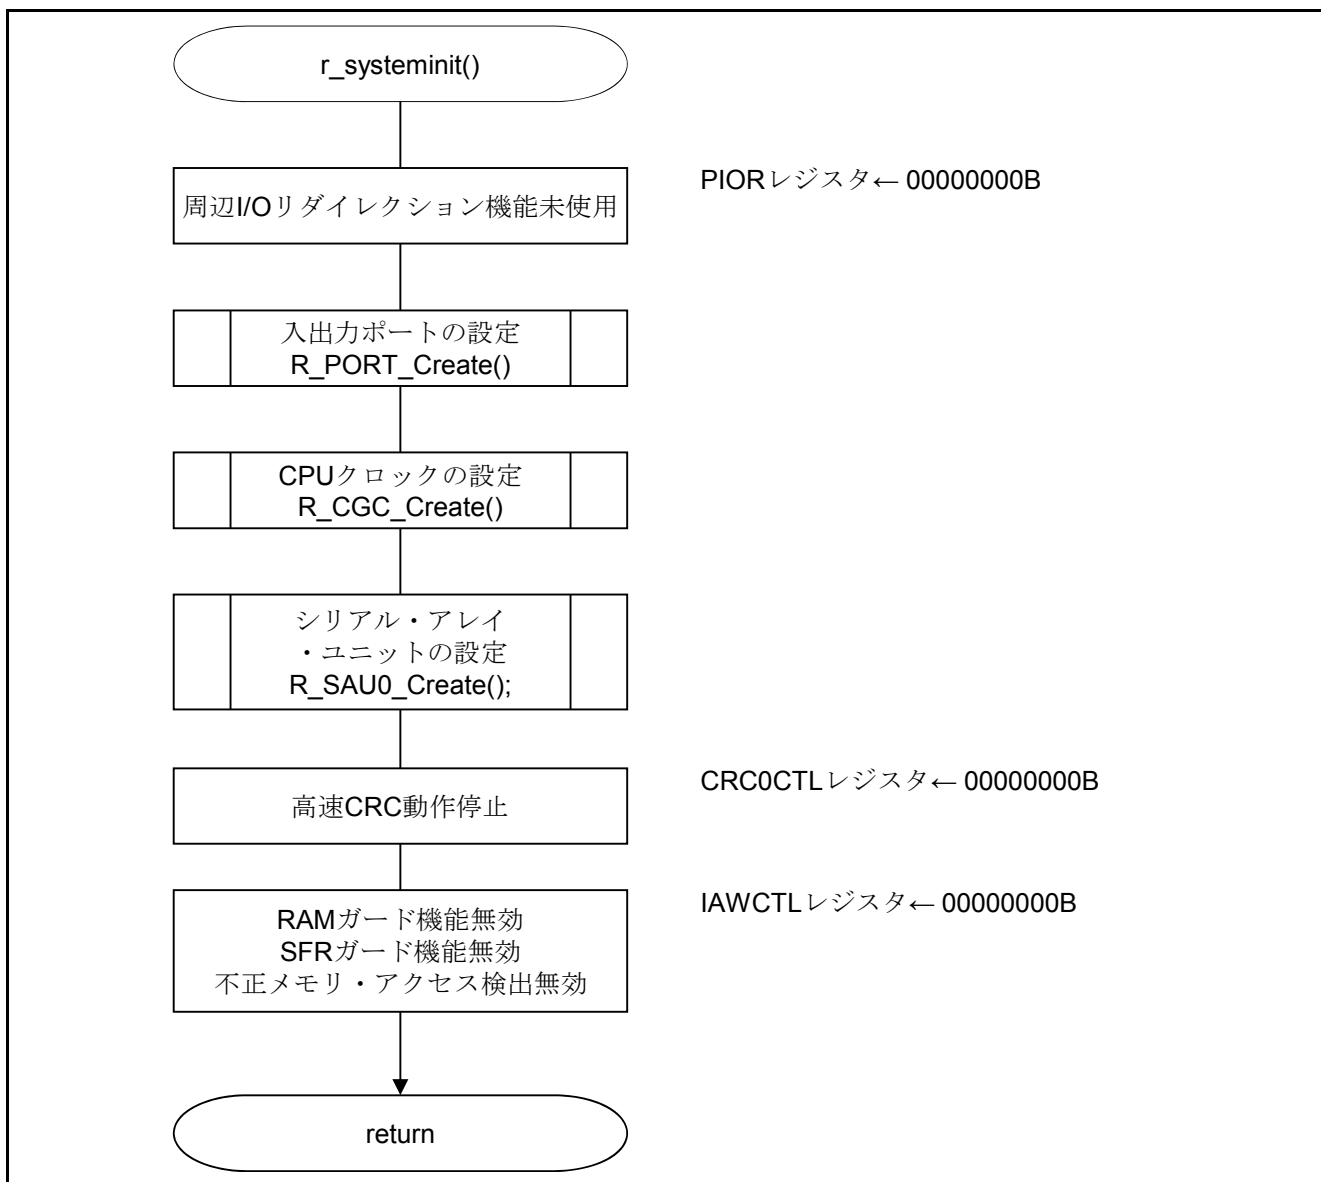 r_systeminit()
周辺I/Oリダイレクション機能未使用
PIORレジスタ← 00000000B
入出力ポートの設定
R_PORT_Create()
CPUクロックの設定
R_CGC_Create()
シリアル・アレイ
・ユニットの設定
R_SAU0_Create();
高速CRC動作停止
CRC0CTLレジスタ← 00000000B
RAMガード機能無効
SFRガード機能無効
不正メモリ・アクセス検出無効
IAWCTLレジスタ← 00000000B
return